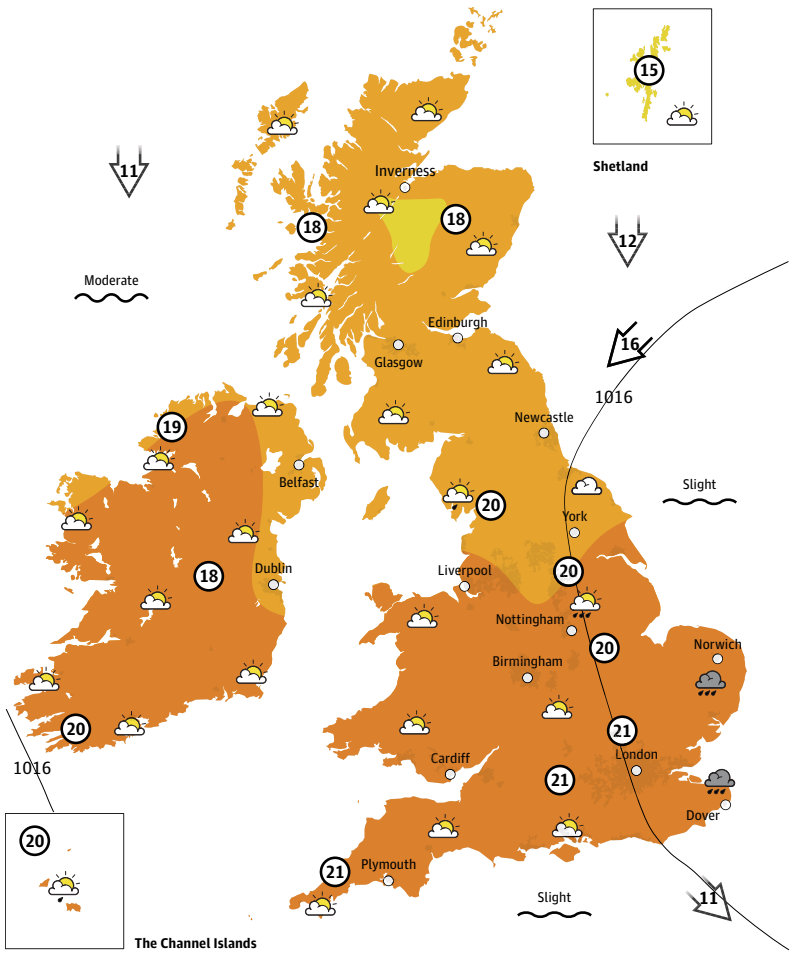 15
Shetland
11
Inverness
18
18
12
Moderate
Edinburgh
16
Glasgow
1016
19
Newcastle
Belfast
Slight
20
York
Dublin
18
Liverpool
20
Nottingham
20
Norwich
Birmingham
20
21
London
1016
Cardiff
21
Dover
20
21
Plymouth
Slight
11
The Channel Islands